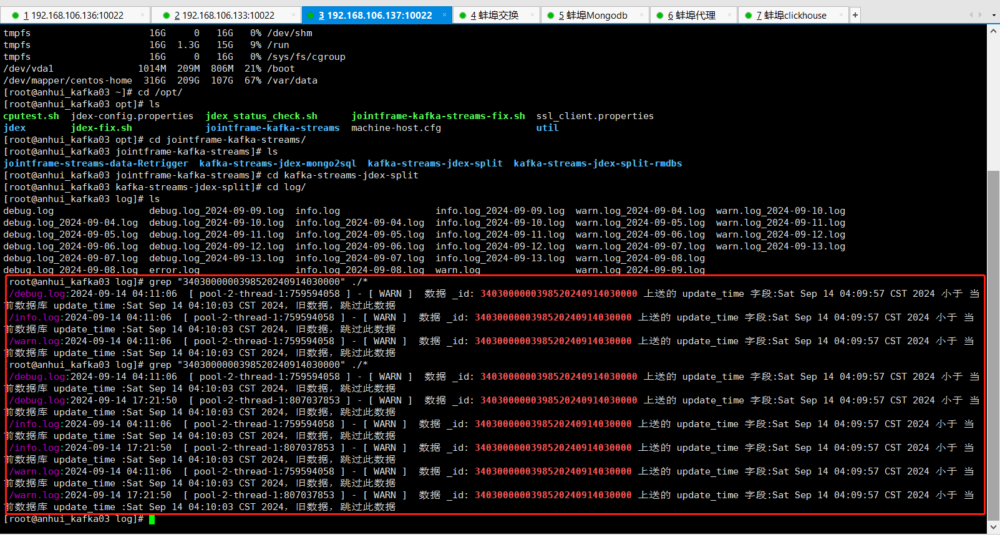 1 192.168.106.136:10022 × 2 192.168.106.133:10022 × 3 192.168.106.137:10022 × 4 蚌埠交换 × 5 蚌埠Mongodb × 6 蚌埠代理 × 7 蚌埠clickhouse × +
tmpfs 16G 0 16G 0% /dev/shm
tmpfs 16G 1.3G 15G 9% /run
tmpfs 16G 0 16G 0% /sys/fs/cgroup
/dev/vda1 1014M 209M 806M 21% /boot
/dev/mapper/centos-home 316G 209G 107G 67% /var/data
[root@anhui_kafka03 ~]# cd /opt/
[root@anhui_kafka03 opt]# ls
cputest.sh jdex-config.properties jdex_status_check.sh jointframe-kafka-streams-fix.sh ssl_client.properties
jdex jdex-fix.sh jointframe-kafka-streams machine-host.cfg util
[root@anhui_kafka03 opt]# cd jointframe-kafka-streams/
[root@anhui_kafka03 jointframe-kafka-streams]# ls
jointframe-streams-data-Retrigger kafka-streams-jdex-mongo2sql kafka-streams-jdex-split kafka-streams-jdex-split-rmdbs
[root@anhui_kafka03 jointframe-kafka-streams]# cd kafka-streams-jdex-split
[root@anhui_kafka03 kafka-streams-jdex-split]# cd log/
[root@anhui_kafka03 log]# ls
debug.log debug.log_2024-09-09.log info.log info.log_2024-09-09.log warn.log_2024-09-04.log warn.log_2024-09-10.log
debug.log_2024-09-04.log debug.log_2024-09-10.log info.log_2024-09-04.log info.log_2024-09-10.log warn.log_2024-09-05.log warn.log_2024-09-11.log
debug.log_2024-09-05.log debug.log_2024-09-11.log info.log_2024-09-05.log info.log_2024-09-11.log warn.log_2024-09-06.log warn.log_2024-09-12.log
debug.log_2024-09-06.log debug.log_2024-09-12.log info.log_2024-09-06.log info.log_2024-09-12.log warn.log_2024-09-07.log warn.log_2024-09-13.log
debug.log_2024-09-07.log debug.log_2024-09-13.log info.log_2024-09-07.log info.log_2024-09-13.log warn.log_2024-09-08.log
debug.log_2024-09-08.log error.log info.log_2024-09-08.log warn.log warn.log_2024-09-09.log
[root@anhui_kafka03 log]# grep "3403000000398520240914030000" ./*
/debug.log:2024-09-14 04:11:06 [ pool-2-thread-1:759594058 ] - [ WARN ] 数据 _id: 3403000000398520240914030000 上送的 update_time 字段:Sat Sep 14 04:09:57 CST 2024 小于 当
前数据库 update_time :Sat Sep 14 04:10:03 CST 2024, 旧数据, 跳过此数据
/info.log:2024-09-14 04:11:06 [ pool-2-thread-1:759594058 ] - [ WARN ] 数据 _id: 3403000000398520240914030000 上送的 update_time 字段:Sat Sep 14 04:09:57 CST 2024 小于 当
前数据库 update_time :Sat Sep 14 04:10:03 CST 2024, 旧数据, 跳过此数据
/warn.log:2024-09-14 04:11:06 [ pool-2-thread-1:759594058 ] - [ WARN ] 数据 _id: 3403000000398520240914030000 上送的 update_time 字段:Sat Sep 14 04:09:57 CST 2024 小于 当
前数据库 update_time :Sat Sep 14 04:10:03 CST 2024, 旧数据, 跳过此数据
[root@anhui_kafka03 log]# grep "3403000000398520240914030000" ./*
/debug.log:2024-09-14 04:11:06 [ pool-2-thread-1:759594058 ] - [ WARN ] 数据 _id: 3403000000398520240914030000 上送的 update_time 字段:Sat Sep 14 04:09:57 CST 2024 小于 当
前数据库 update_time :Sat Sep 14 04:10:03 CST 2024, 旧数据, 跳过此数据
/debug.log:2024-09-14 17:21:50 [ pool-2-thread-1:807037853 ] - [ WARN ] 数据 _id: 3403000000398520240914030000 上送的 update_time 字段:Sat Sep 14 04:09:57 CST 2024 小于 当
前数据库 update_time :Sat Sep 14 04:10:03 CST 2024, 旧数据, 跳过此数据
/info.log:2024-09-14 04:11:06 [ pool-2-thread-1:759594058 ] - [ WARN ] 数据 _id: 3403000000398520240914030000 上送的 update_time 字段:Sat Sep 14 04:09:57 CST 2024 小于 当
前数据库 update_time :Sat Sep 14 04:10:03 CST 2024, 旧数据, 跳过此数据
/info.log:2024-09-14 17:21:50 [ pool-2-thread-1:807037853 ] - [ WARN ] 数据 _id: 3403000000398520240914030000 上送的 update_time 字段:Sat Sep 14 04:09:57 CST 2024 小于 当
前数据库 update_time :Sat Sep 14 04:10:03 CST 2024, 旧数据, 跳过此数据
/warn.log:2024-09-14 04:11:06 [ pool-2-thread-1:759594058 ] - [ WARN ] 数据 _id: 3403000000398520240914030000 上送的 update_time 字段:Sat Sep 14 04:09:57 CST 2024 小于 当
前数据库 update_time :Sat Sep 14 04:10:03 CST 2024, 旧数据, 跳过此数据
/warn.log:2024-09-14 17:21:50 [ pool-2-thread-1:807037853 ] - [ WARN ] 数据 _id: 3403000000398520240914030000 上送的 update_time 字段:Sat Sep 14 04:09:57 CST 2024 小于 当
前数据库 update_time :Sat Sep 14 04:10:03 CST 2024, 旧数据, 跳过此数据
[root@anhui_kafka03 log]#